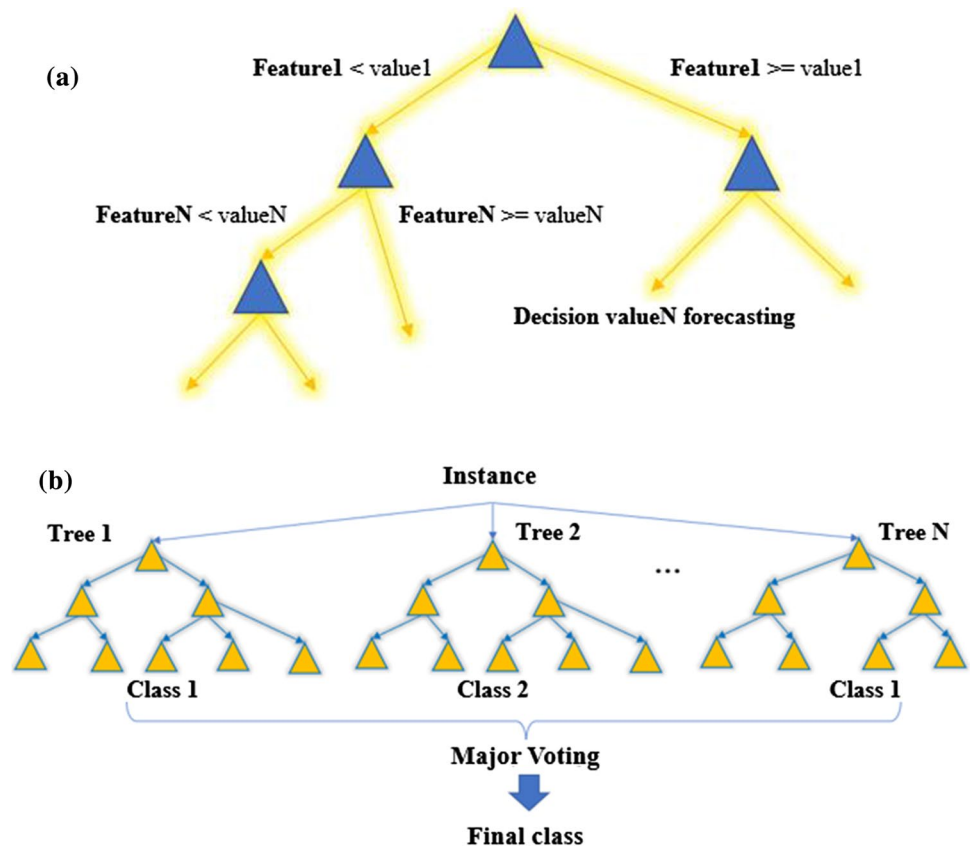 (a)
Feature1 < value1
Feature1 >= value1
FeatureN < valueN
FeatureN >= valueN
Decision valueN forecasting
(b)
Instance
Tree 1
Tree 2
Tree N
...
Class 1
Class 2
Class 1
Major Voting
Final class